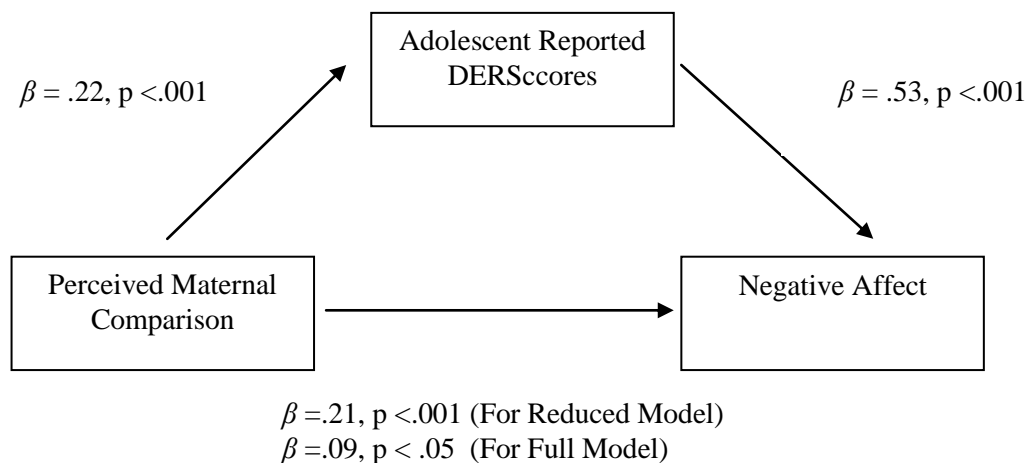 Adolescent Reported
DERSccores
β = .22, p <.001
β = .53, p <.001
Perceived Maternal
Comparison
Negative Affect
β =.21, p <.001 (For Reduced Model)
β =.09, p < .05  (For Full Model)